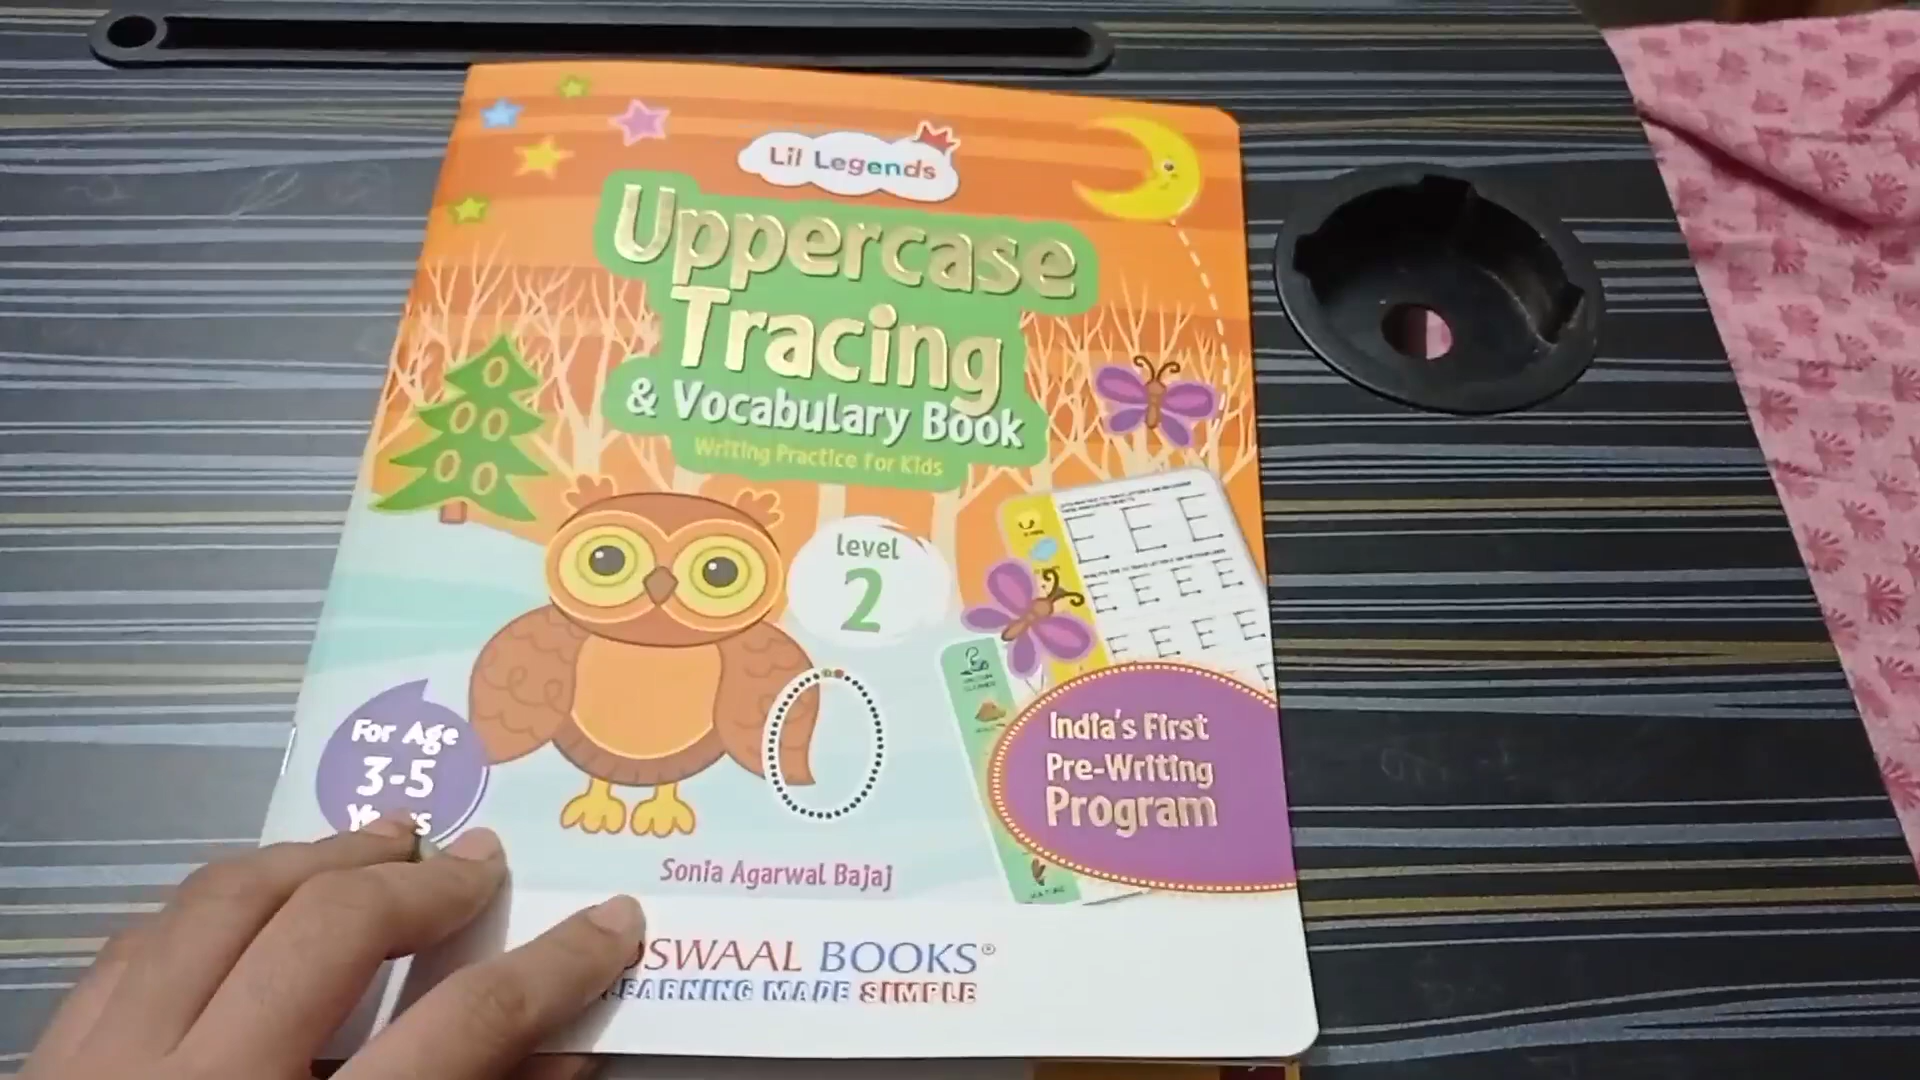 Lil Legends
Uppercase
Tracing
& Vocabulary Book
Writing Practice for Kids
level
2
E E E
E E E E
E E E E
For Age
3-5
India's First
Pre-Writing
Program
Sonia Agarwal Bajaj
OSWAAL BOOKS®
LEARNING MADE SIMPLE